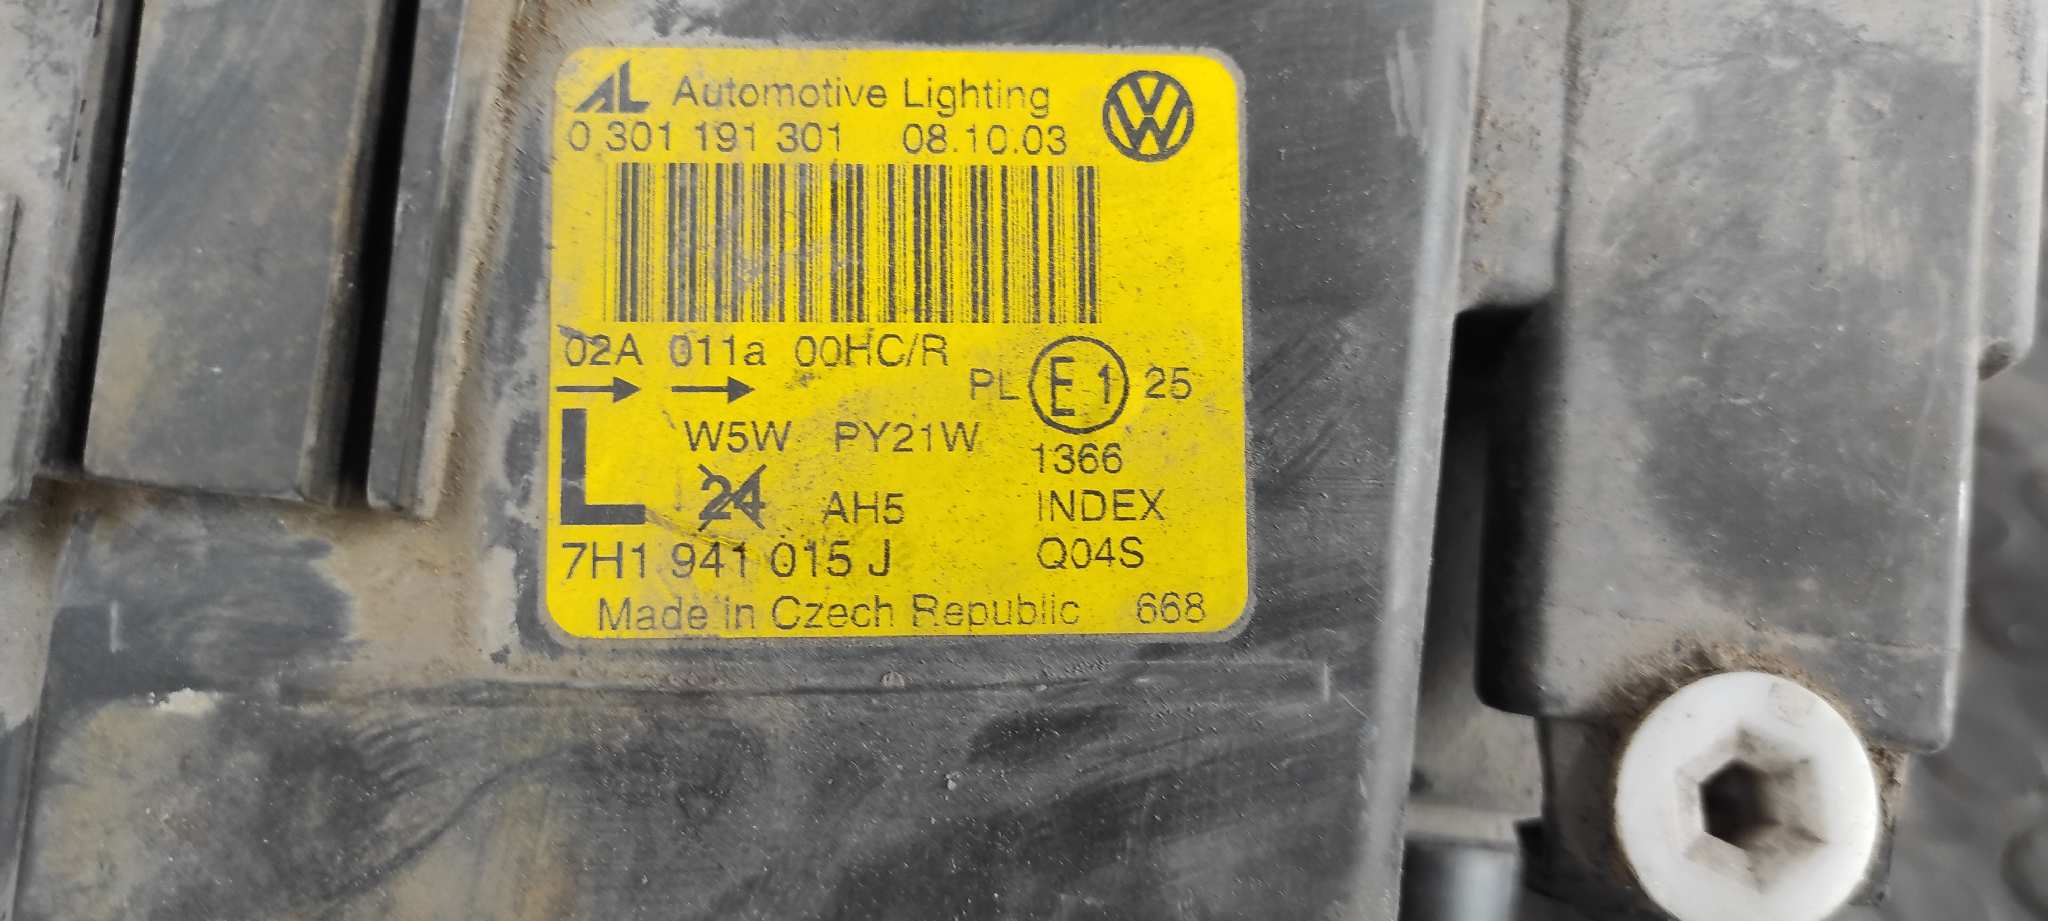 AL Automotive Lighting
0 301 191 301 08.10.03
02A 011a 00HC/R
PL E1 25
L W5W PY21W
1366
24 AH5 INDEX
7H1 941 015 J Q04S
Made in Czech Republic 668